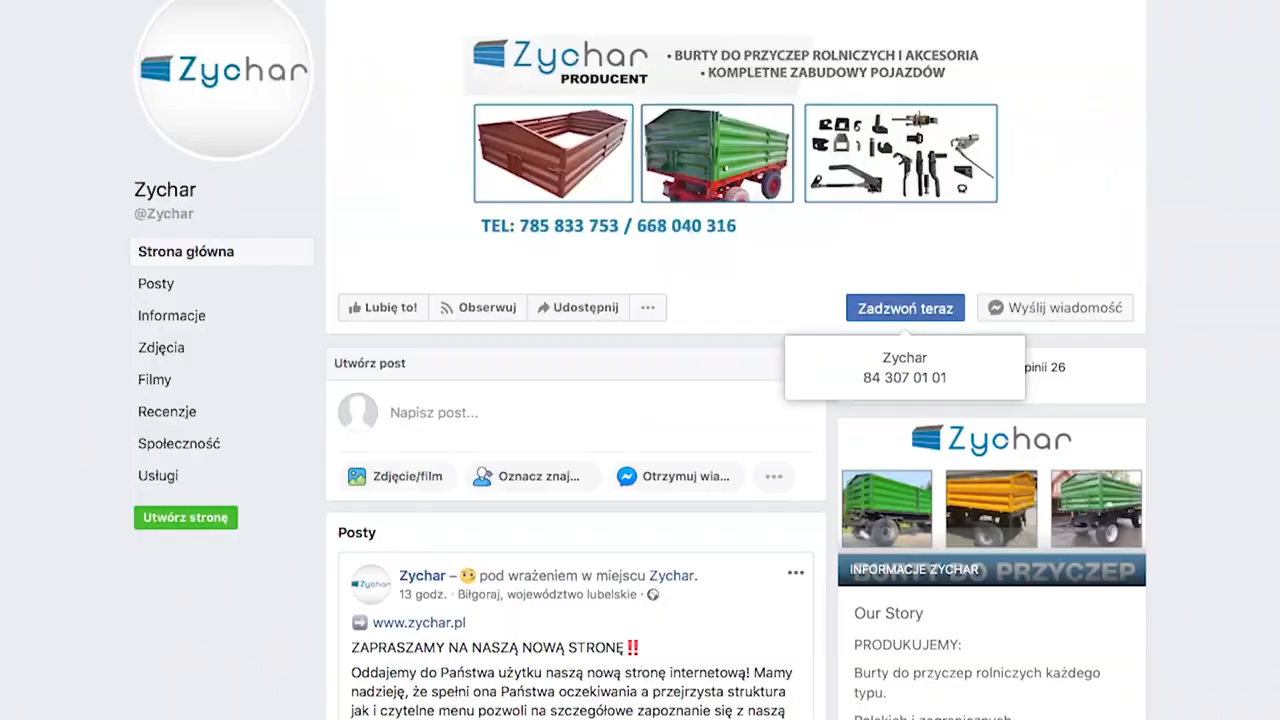 Zychar
Zychar
@Zychar
Strona główna
Posty
Informacje
Zdjęcia
Filmy
Recenzje
Społeczność
Usługi
Utwórz stronę
Zychar
PRODUCENT
• BURTY DO PRZYCZEP ROLNICZYCH I AKCESORIA
• KOMPLETNE ZABUDOWY POJAZDÓW
TEL: 785 833 753 / 668 040 316
Lubię to! Obserwuj Udostępnij ...
Zadzwoń teraz Wyślij wiadomość
Zychar
84 307 01 01
Utwórz post
Napisz post...
Zdjęcie/film Oznacz znaj... Otrzymuj wia... ...
Posty
Zychar – pod wrażeniem w miejscu Zychar.
13 godz. · Biłgoraj, województwo lubelskie ·
www.zychar.pl
ZAPRASZAMY NA NASZĄ NOWĄ STRONĘ‼️
Oddajemy do Państwa użytku naszą nową stronę internetową! Mamy
nadzieję, że spełni ona Państwa oczekiwania a przejrzysta struktura
jak i czytelne menu pozwoli na szczegółowe zapoznanie się z naszą
pinii 26
Zychar
BURTY DO PRZYCZEP
INFORMACJE ZYCHAR
Our Story
PRODUKUJEMY:
Burty do przyczep rolniczych każdego
typu.